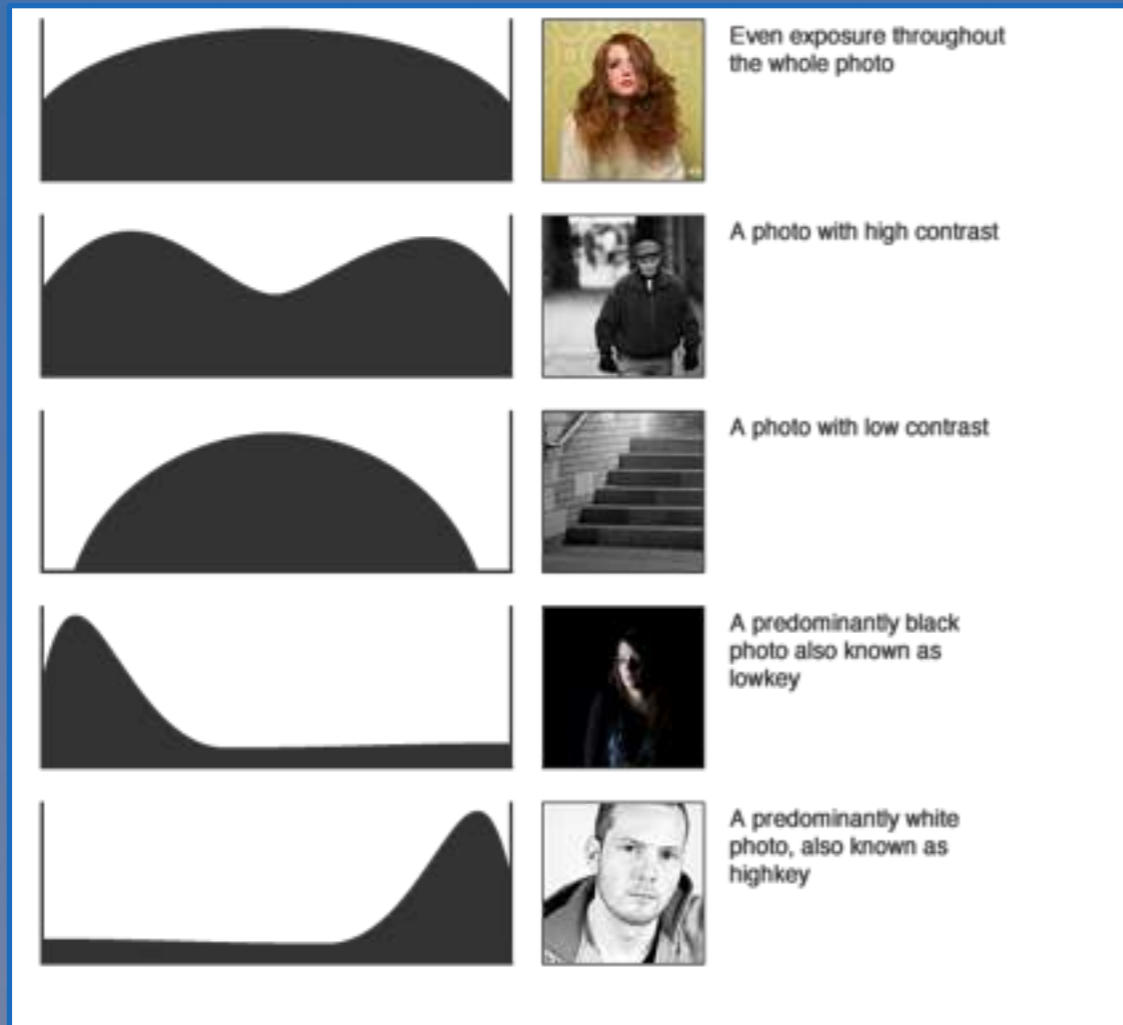 Even exposure throughout
the whole photo
A photo with high contrast
A photo with low contrast
A predominantly black
photo also known as
lowkey
A predominantly white
photo, also known as
highkey